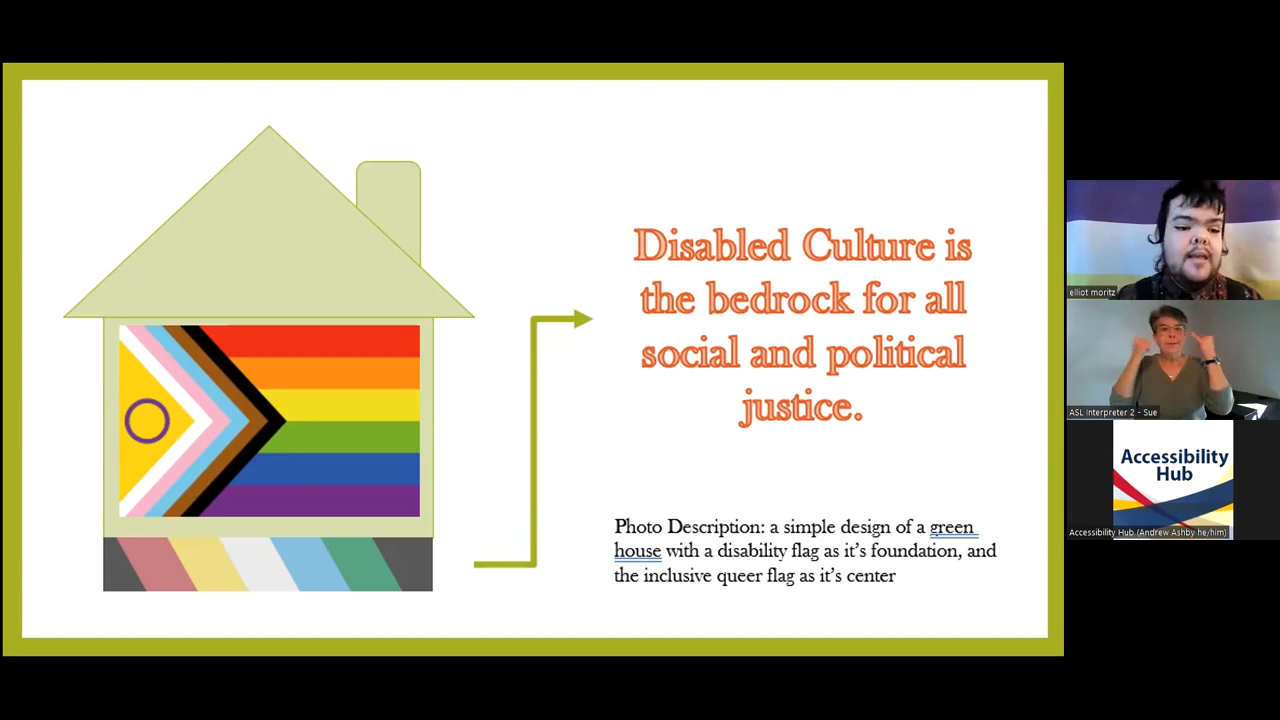 Disabled Culture is
the bedrock for all
social and political
justice.
Photo Description: a simple design of a green
house with a disability flag as it’s foundation, and
the inclusive queer flag as it’s center
elliot moritz
ASL Interpreter 2 - Sue
Accessibility
Hub
Accessibility Hub (Andrew Ashby he/him)